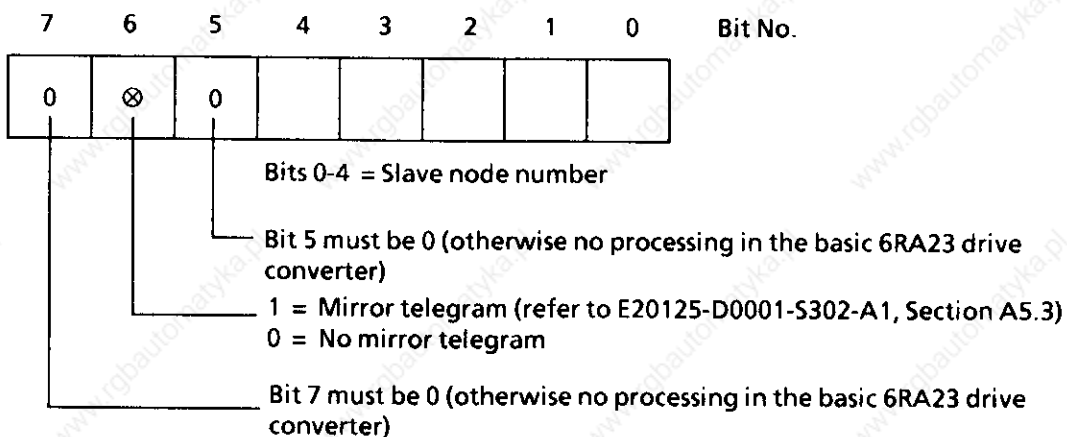 7 6 5 4 3 2 1 0 Bit No.
0 ⊗ 0
Bits 0-4 = Slave node number
Bit 5 must be 0 (otherwise no processing in the basic 6RA23 drive
converter)
1 = Mirror telegram (refer to E20125-D0001-S302-A1, Section A5.3)
0 = No mirror telegram
Bit 7 must be 0 (otherwise no processing in the basic 6RA23 drive
converter)
www.rgbautomatyka.pl